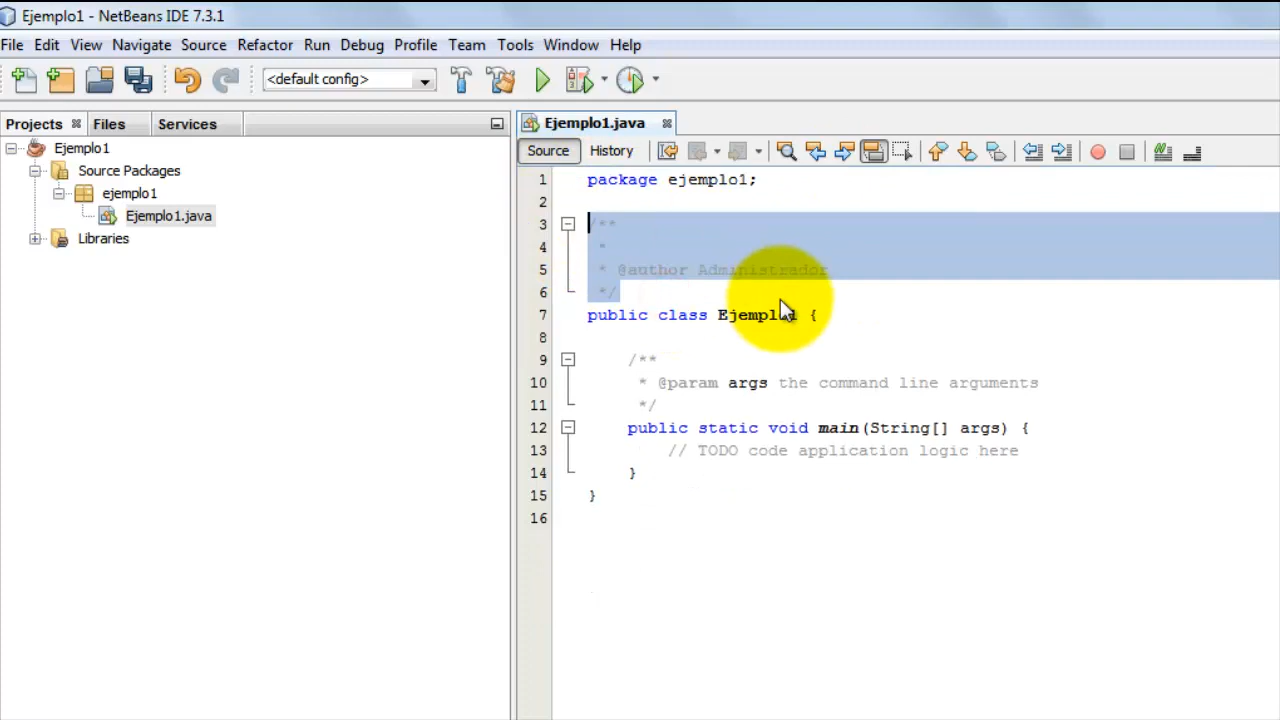 Ejemplo1 - NetBeans IDE 7.3.1
File Edit View Navigate Source Refactor Run Debug Profile Team Tools Window Help
<default config>
Projects Files Services
Ejemplo1
Source Packages
ejemplo1
Ejemplo1.java
Libraries
Ejemplo1.java
Source History
1 package ejemplo1;
2
3 /**
4 *
5 * @author Administrador
6 */
7 public class Ejemplo1 {
8
9 /**
10 * @param args the command line arguments
11 */
12 public static void main(String[] args) {
13 // TODO code application logic here
14 }
15 }
16